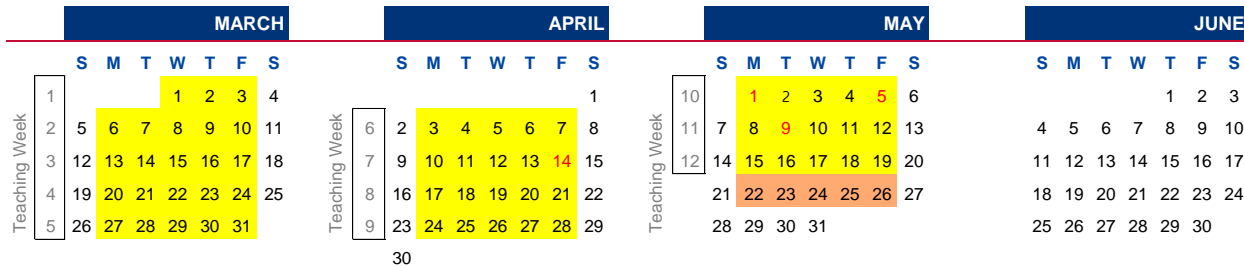 MARCH APRIL MAY JUNE
S M T W T F S S M T W T F S S M T W T F S S M T W T F S
Teaching Week Teaching Week Teaching Week
1 1 2 3 4 1 10 1 2 3 4 5 6 1 2 3
2 5 6 7 8 9 10 11 6 2 3 4 5 6 7 8 11 7 8 9 10 11 12 13 4 5 6 7 8 9 10
3 12 13 14 15 16 17 18 7 9 10 11 12 13 14 15 12 14 15 16 17 18 19 20 11 12 13 14 15 16 17
4 19 20 21 22 23 24 25 8 16 17 18 19 20 21 22 21 22 23 24 25 26 27 18 19 20 21 22 23 24
5 26 27 28 29 30 31 9 23 24 25 26 27 28 29 28 29 30 31 25 26 27 28 29 30
30